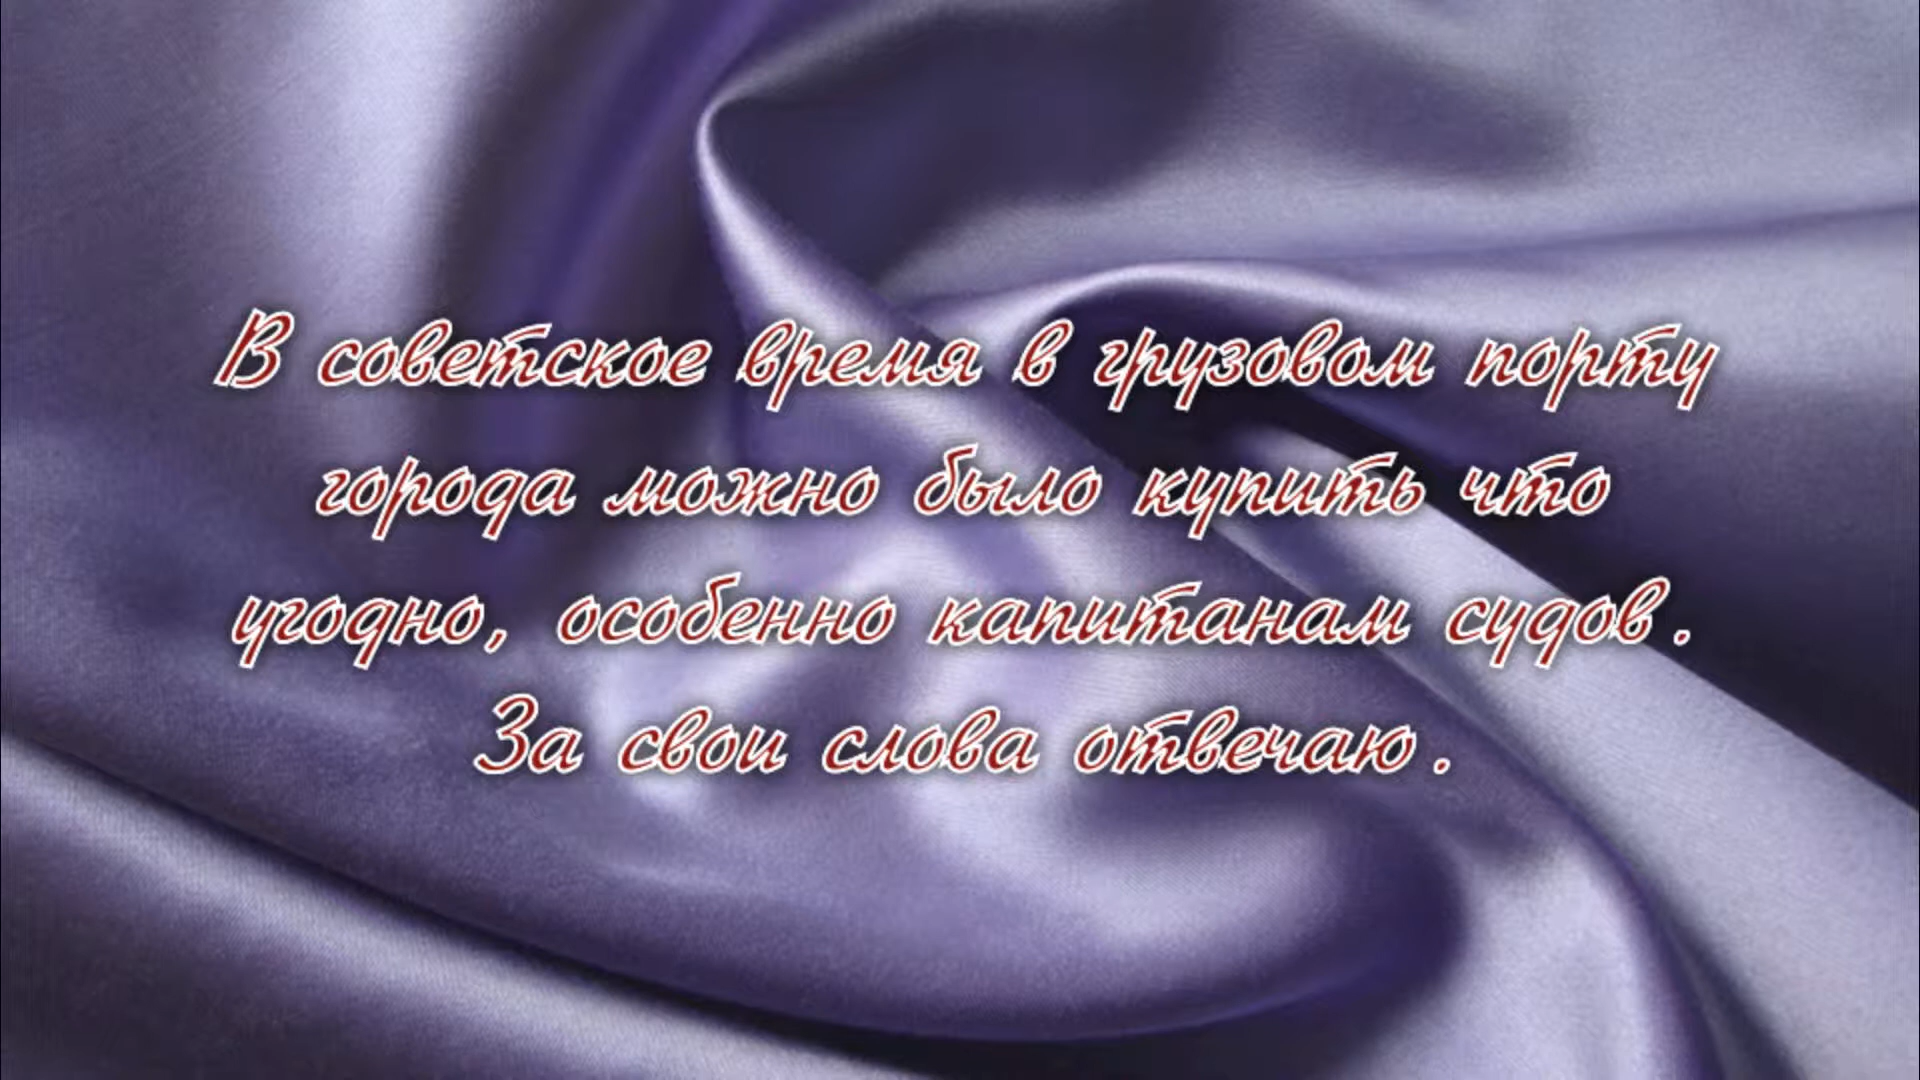 В советское время в грузовом порту
города можно было купить что
угодно, особенно капитанам судов.
За свои слова отвечаю.